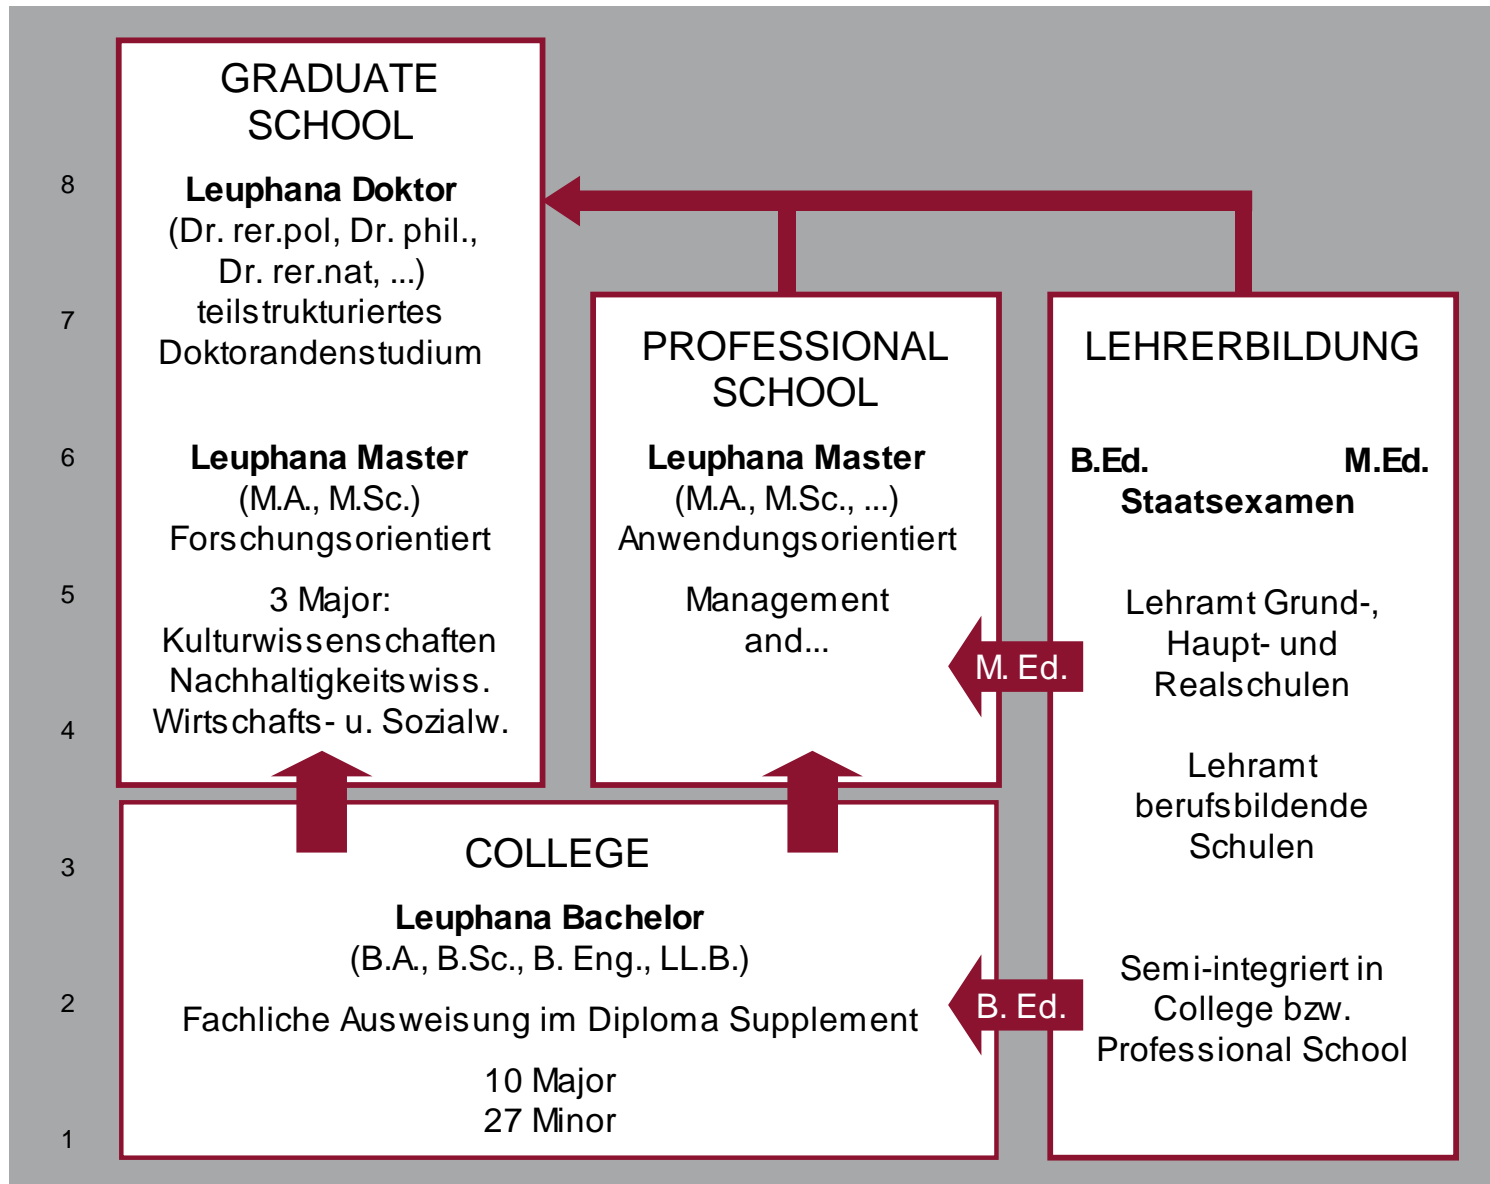 GRADUATE
SCHOOL
Leuphana Doktor
(Dr. rer.pol, Dr. phil.,
Dr. rer.nat, ...)
teilstrukturiertes
Doktorandenstudium
Leuphana Master
(M.A., M.Sc.)
Forschungsorientiert
3 Major:
Kulturwissenschaften
Nachhaltigkeitswiss.
Wirtschafts- u. Sozialw.
PROFESSIONAL
SCHOOL
Leuphana Master
(M.A., M.Sc., ...)
Anwendungsorientiert
Management
and...
LEHRERBILDUNG
B.Ed. M.Ed.
Staatsexamen
Lehramt Grund-,
Haupt- und
Realschulen
Lehramt
berufsbildende
Schulen
Semi-integriert in
College bzw.
Professional School
M. Ed.
B. Ed.
COLLEGE
Leuphana Bachelor
(B.A., B.Sc., B. Eng., LL.B.)
Fachliche Ausweisung im Diploma Supplement
10 Major
27 Minor
8
7
6
5
4
3
2
1